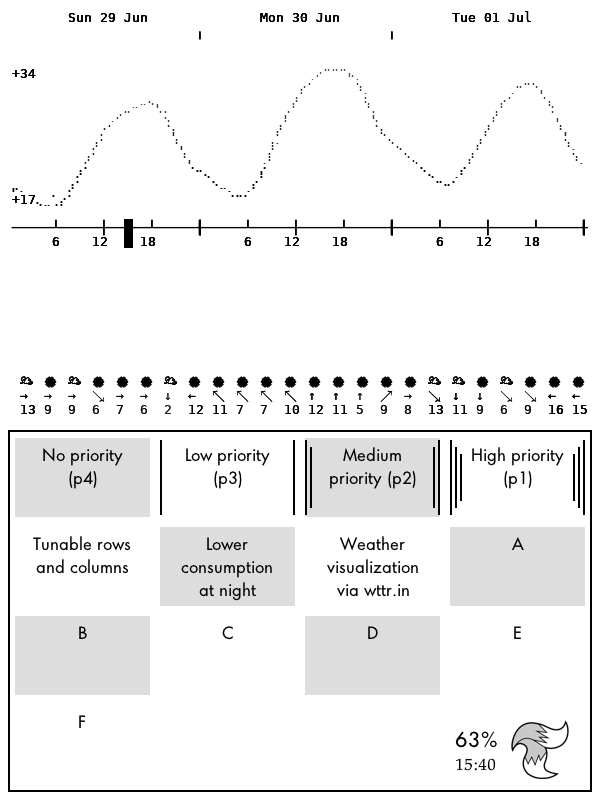 Sun 29 Jun Mon 30 Jun Tue 01 Jul
+34
+17
6 12 18 6 12 18 6 12 18
→ → → ↘ → → ↓ ← ↖ ↖ ↖ ↖ ↑ ↑ ↑ ↗ → ↘ ↓ ↓ ↘ ↘ ← ←
13 9 9 6 7 6 2 12 11 7 7 10 12 11 5 9 8 13 11 9 6 9 16 15
No priority Low priority Medium High priority
(p4) (p3) priority (p2) (p1)
Tunable rows Lower Weather A
and columns consumption visualization
at night via wttr.in
B C D E
F
63%
15:40